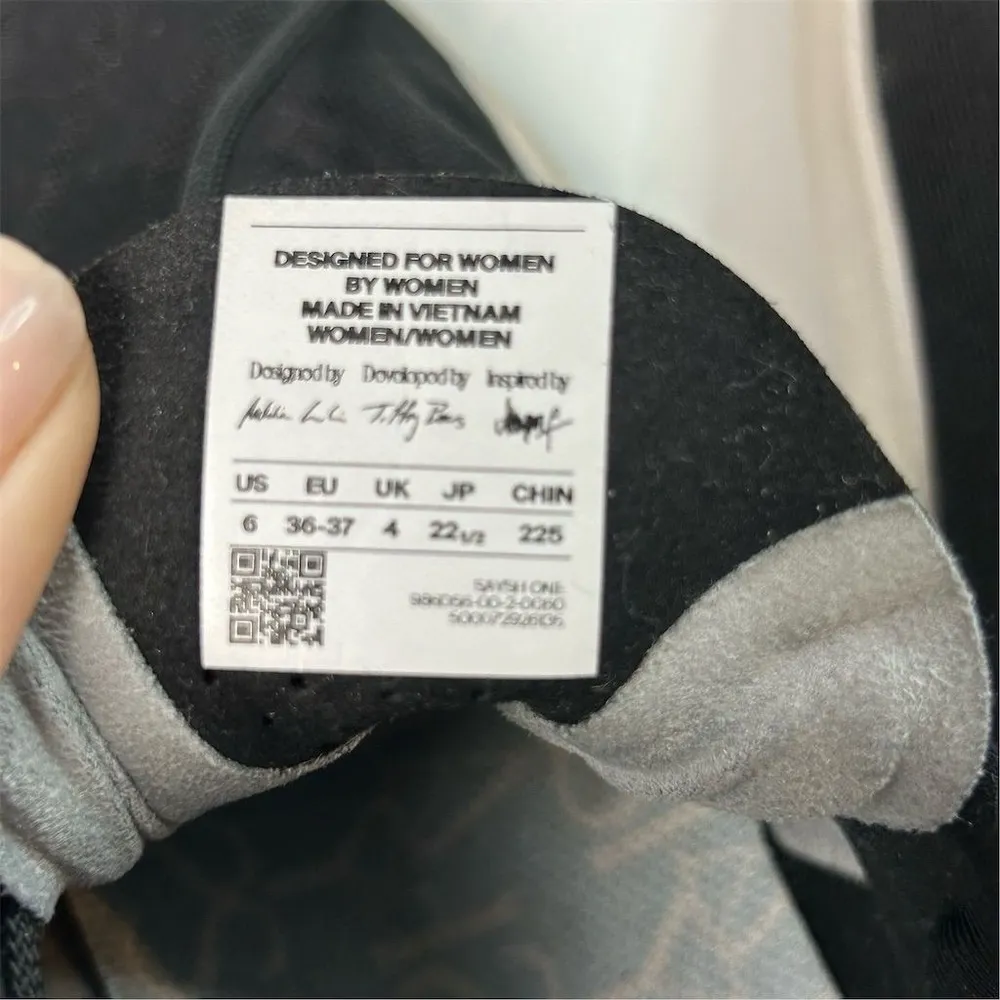 DESIGNED FOR WOMEN
BY WOMEN
MADE IN VIETNAM
WOMEN/WOMEN
Designed by Developed by Inspired by
US EU UK JP CHIN
6 36-37 4 22 1/2 225
SAYSH ONE